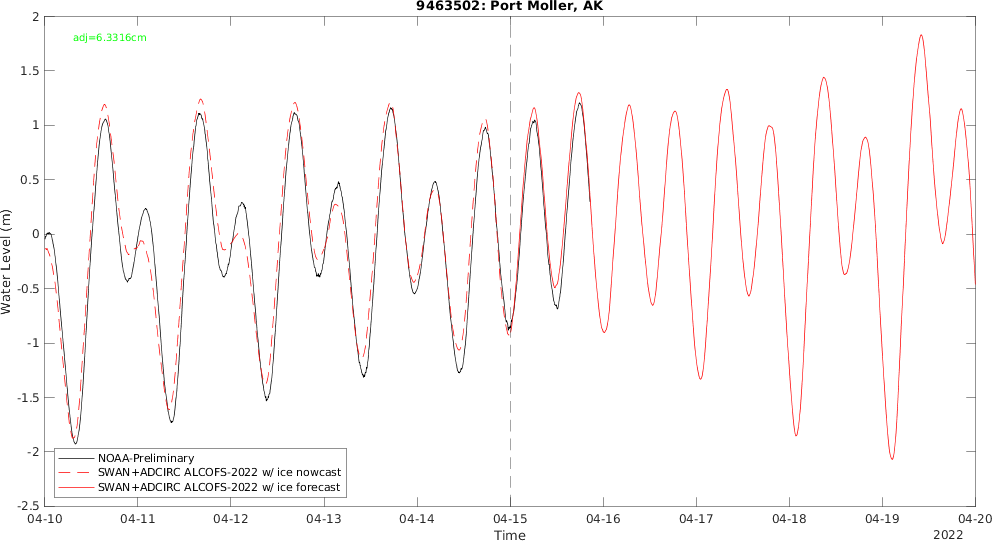 9463502: Port Moller, AK
adj=6.3316cm
Water Level (m)
2
1.5
1
0.5
0
-0.5
-1
-1.5
-2
-2.5
NOAA-Preliminary
SWAN+ADCIRC ALCOFS-2022 w/ ice nowcast
SWAN+ADCIRC ALCOFS-2022 w/ ice forecast
04-10 04-11 04-12 04-13 04-14 04-15 04-16 04-17 04-18 04-19 04-20
Time
2022